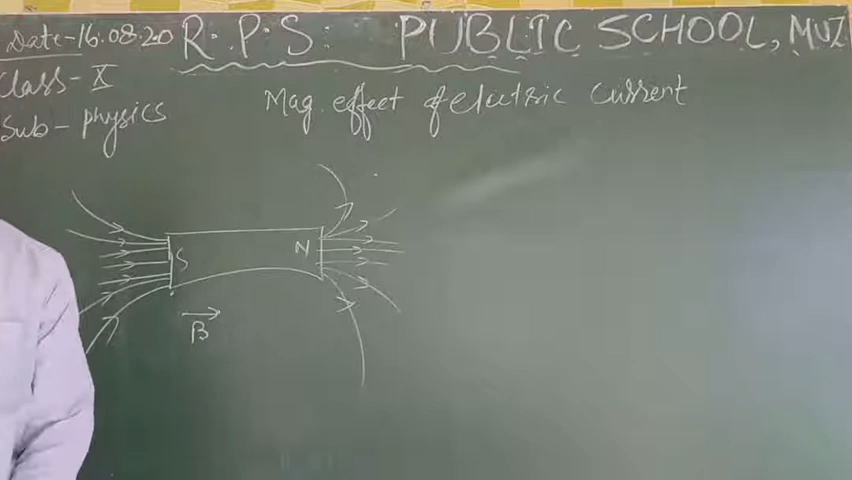 Date-16.08.20 R.P.S: PUBLIC SCHOOL, MUZ
Class- X
Sub- physics Mag. effect of electric current
S N
B